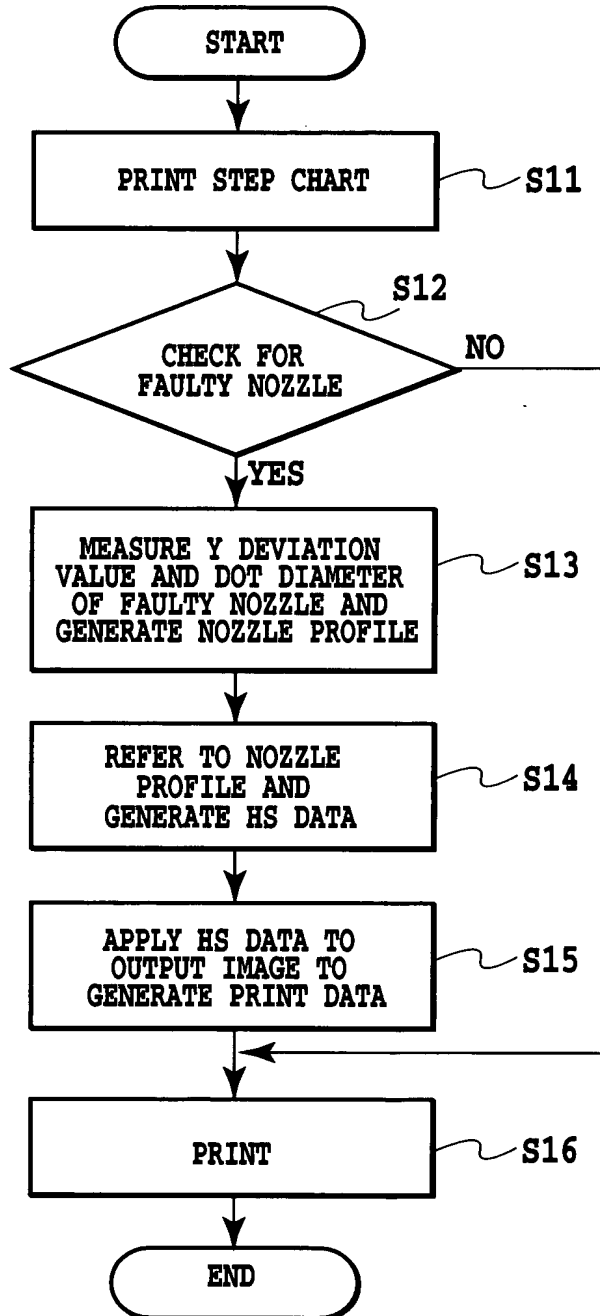 START
PRINT STEP CHART
S11
S12
CHECK FOR
FAULTY NOZZLE
NO
YES
MEASURE Y DEVIATION
VALUE AND DOT DIAMETER
OF FAULTY NOZZLE AND
GENERATE NOZZLE PROFILE
S13
REFER TO NOZZLE
PROFILE AND
GENERATE HS DATA
S14
APPLY HS DATA TO
OUTPUT IMAGE TO
GENERATE PRINT DATA
S15
PRINT
S16
END